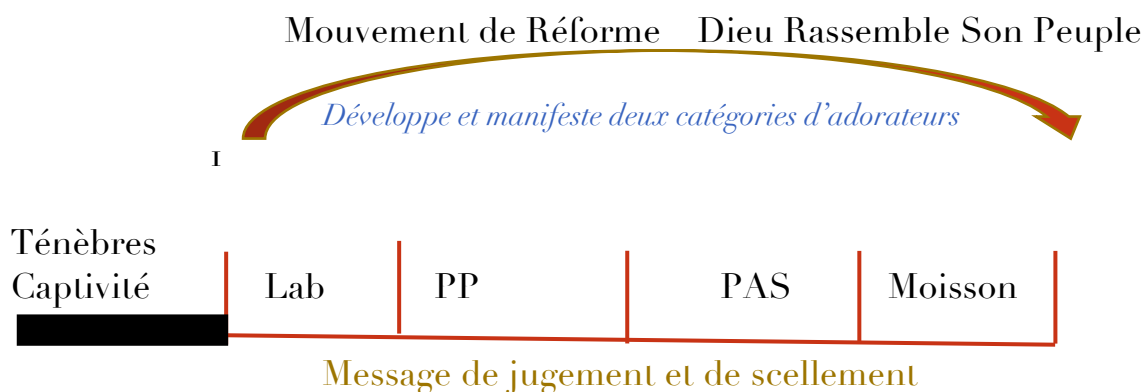 Mouvement de Réforme    Dieu Rassemble Son Peuple
Développe et manifeste deux catégories d'adorateurs
I
Ténèbres
Captivité
Lab    PP    PAS    Moisson
Message de jugement et de scellement